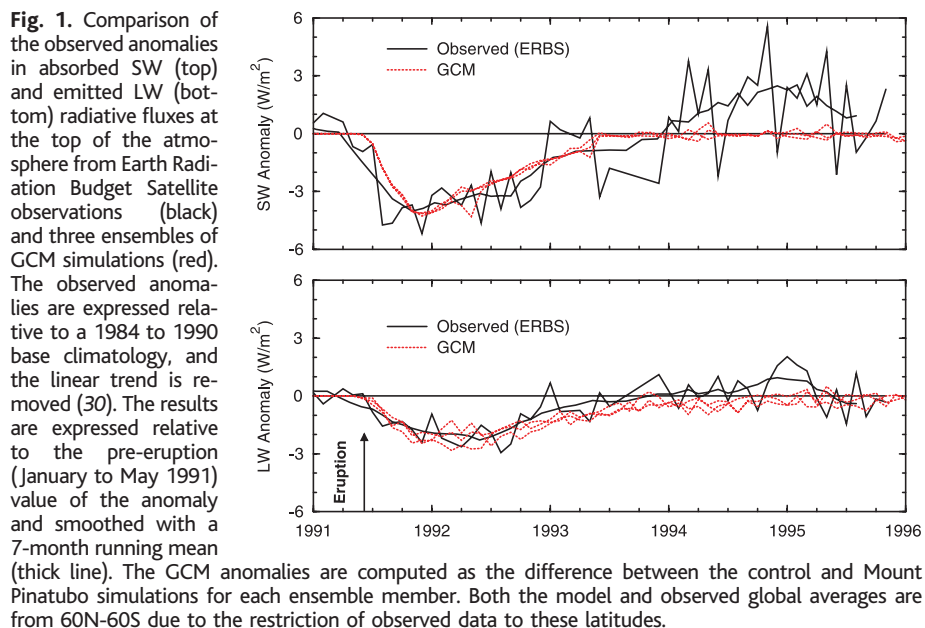 Fig. 1. Comparison of
the observed anomalies
in absorbed SW (top)
and emitted LW (bot-
tom) radiative fluxes at
the top of the atmo-
sphere from Earth Radi-
ation Budget Satellite
observations (black)
and three ensembles of
GCM simulations (red).
The observed anoma-
lies are expressed rela-
tive to a 1984 to 1990
base climatology, and
the linear trend is re-
moved (30). The results
are expressed relative
to the pre-eruption
(January to May 1991)
value of the anomaly
and smoothed with a
7-month running mean
(thick line). The GCM anomalies are computed as the difference between the control and Mount
Pinatubo simulations for each ensemble member. Both the model and observed global averages are
from 60N-60S due to the restriction of observed data to these latitudes.
SW Anomaly (W/m²)
6
3
0
-3
-6
Observed (ERBS)
GCM
LW Anomaly (W/m²)
6
3
0
-3
-6
Observed (ERBS)
GCM
Eruption
1991
1992
1993
1994
1995
1996